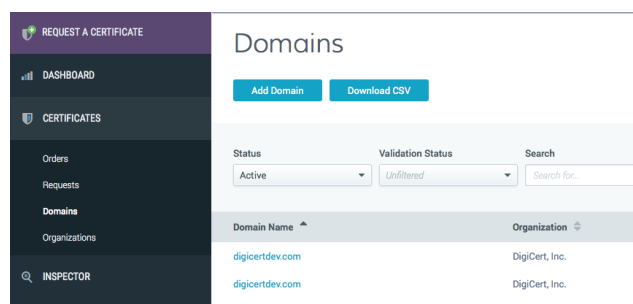 REQUEST A CERTIFICATE
DASHBOARD
CERTIFICATES
Orders
Requests
Domains
Organizations
INSPECTOR
Domains
Add Domain Download CSV
Status Validation Status Search
Active Unfiltered Search for...
Domain Name Organization
digicertdev.com DigiCert, Inc.
digicertdev.com DigiCert, Inc.